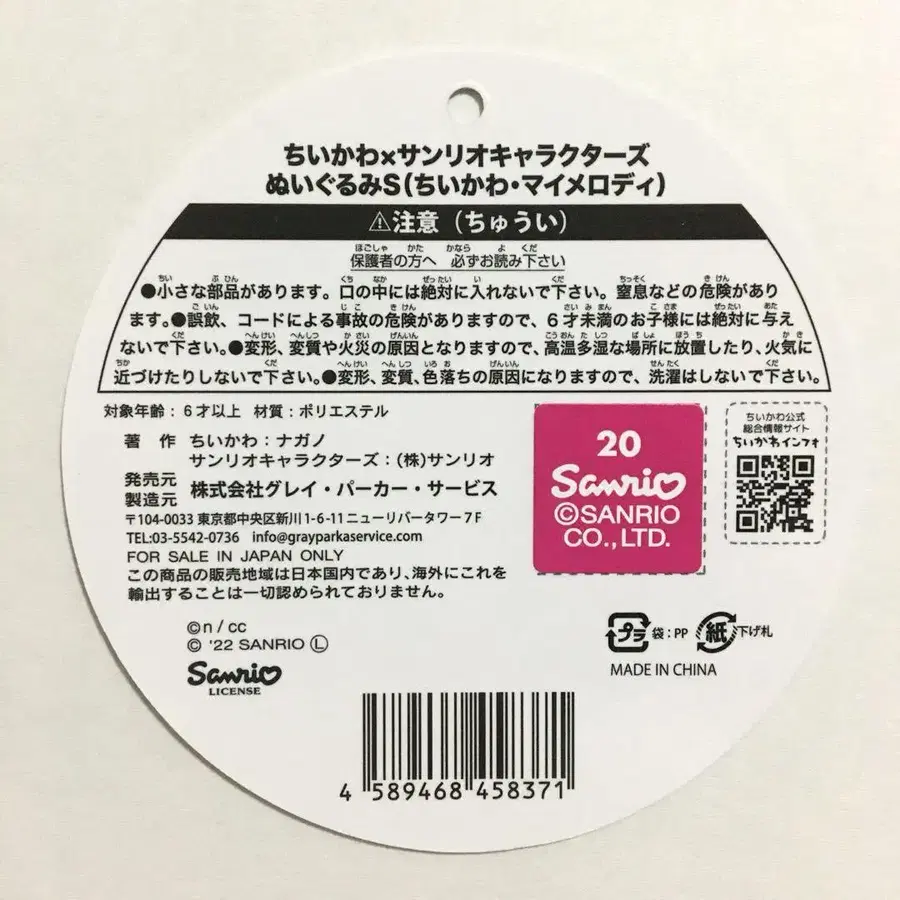 ちいかわ×サンリオキャラクターズ
ぬいぐるみS(ちいかわ・マイメロディ)
⚠注意(ちゅうい)
保護者の方へ 必ずお読み下さい
●小さな部品があります。口の中には絶対に入れないで下さい。窒息などの危険があり
ます。●誤飲、コードによる事故の危険がありますので、6才未満のお子様には絶対に与え
ないで下さい。●変形、変質や火災の原因となりますので、高温多湿な場所に放置したり、火気に
近づけたりしないで下さい。●変形、変質、色落ちの原因になりますので、洗濯はしないで下さい。
対象年齢:6才以上 材質:ポリエステル
著 作 ちいかわ:ナガノ
サンリオキャラクターズ:(株)サンリオ
発売元
製造元 株式会社グレイ・パーカー・サービス
〒104-0033 東京都中央区新川1-6-11ニューリバータワー7F
TEL:03-5542-0736 info@grayparkaservice.com
FOR SALE IN JAPAN ONLY
この商品の販売地域は日本国内であり、海外にこれを
輸出することは一切認められておりません。
20
Sanrio
©SANRIO
CO., LTD.
ちいかわ公式
総合情報サイト
ちいかわインフォ
©n / cc
© '22 SANRIO Ⓛ
Sanrio
LICENSE
プラ 袋:PP 紙 下げ札
MADE IN CHINA
4 589468 458371